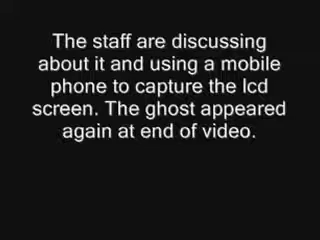 The staff are discussing
about it and using a mobile
phone to capture the lcd
screen. The ghost appeared
again at end of video.